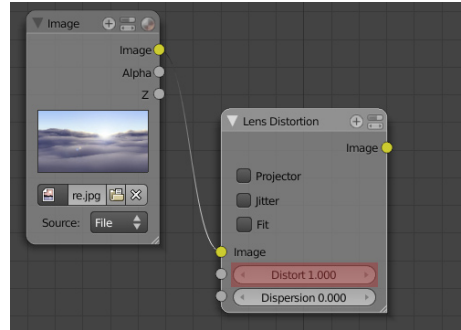 Image
Image
Alpha
Z
re.jpg
Source: File
Lens Distortion
Image
Projector
Jitter
Fit
Image
Distort 1.000
Dispersion 0.000